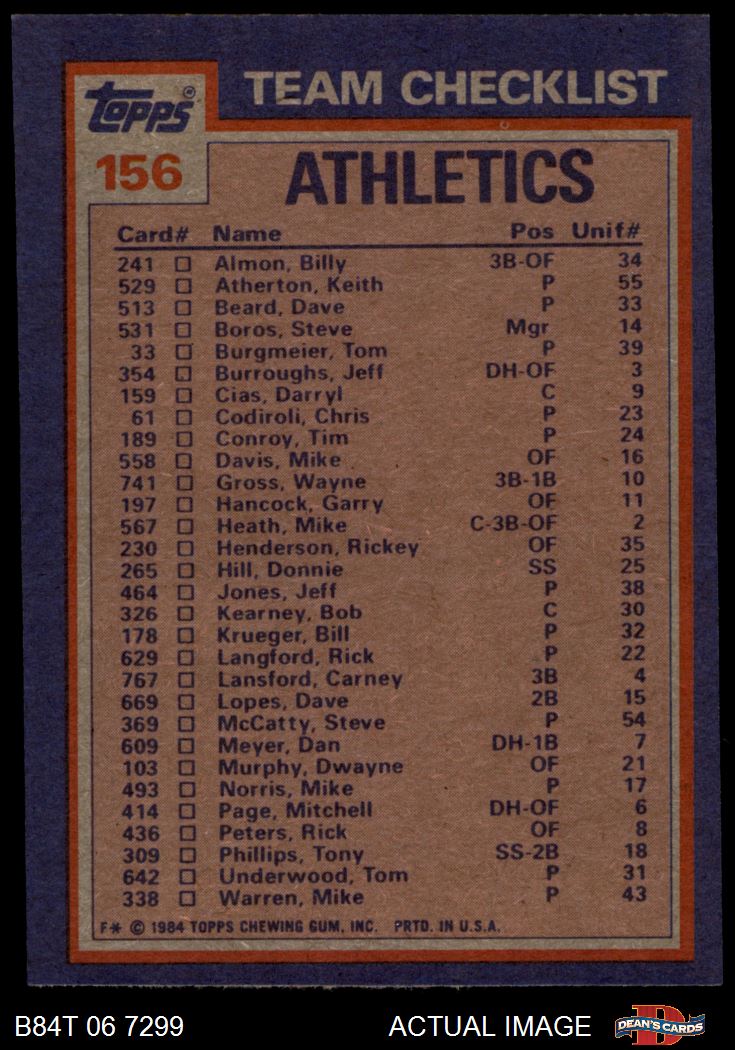 Topps®
TEAM CHECKLIST
156
ATHLETICS
Card# Name Pos Unif#
241 Almon, Billy 3B-OF 34
529 Atherton, Keith P 55
513 Beard, Dave P 33
531 Boros, Steve Mgr 14
33 Burgmeier, Tom P 39
354 Burroughs, Jeff DH-OF 3
159 Cias, Darryl C 9
61 Codiroli, Chris P 23
189 Conroy, Tim P 24
558 Davis, Mike OF 16
741 Gross, Wayne 3B-1B 10
197 Hancock, Garry OF 11
567 Heath, Mike C-3B-OF 2
230 Henderson, Rickey OF 35
265 Hill, Donnie SS 25
464 Jones, Jeff P 38
326 Kearney, Bob C 30
178 Krueger, Bill P 32
629 Langford, Rick P 22
767 Lansford, Carney 3B 4
669 Lopes, Dave 2B 15
369 McCatty, Steve P 54
609 Meyer, Dan DH-1B 7
103 Murphy, Dwayne OF 21
493 Norris, Mike P 17
414 Page, Mitchell DH-OF 6
436 Peters, Rick OF 8
309 Phillips, Tony SS-2B 18
642 Underwood, Tom P 31
338 Warren, Mike P 43
F* © 1984 TOPPS CHEWING GUM, INC. PRTD. IN U.S.A.
B84T 06 7299 ACTUAL IMAGE DEAN'S CARDS